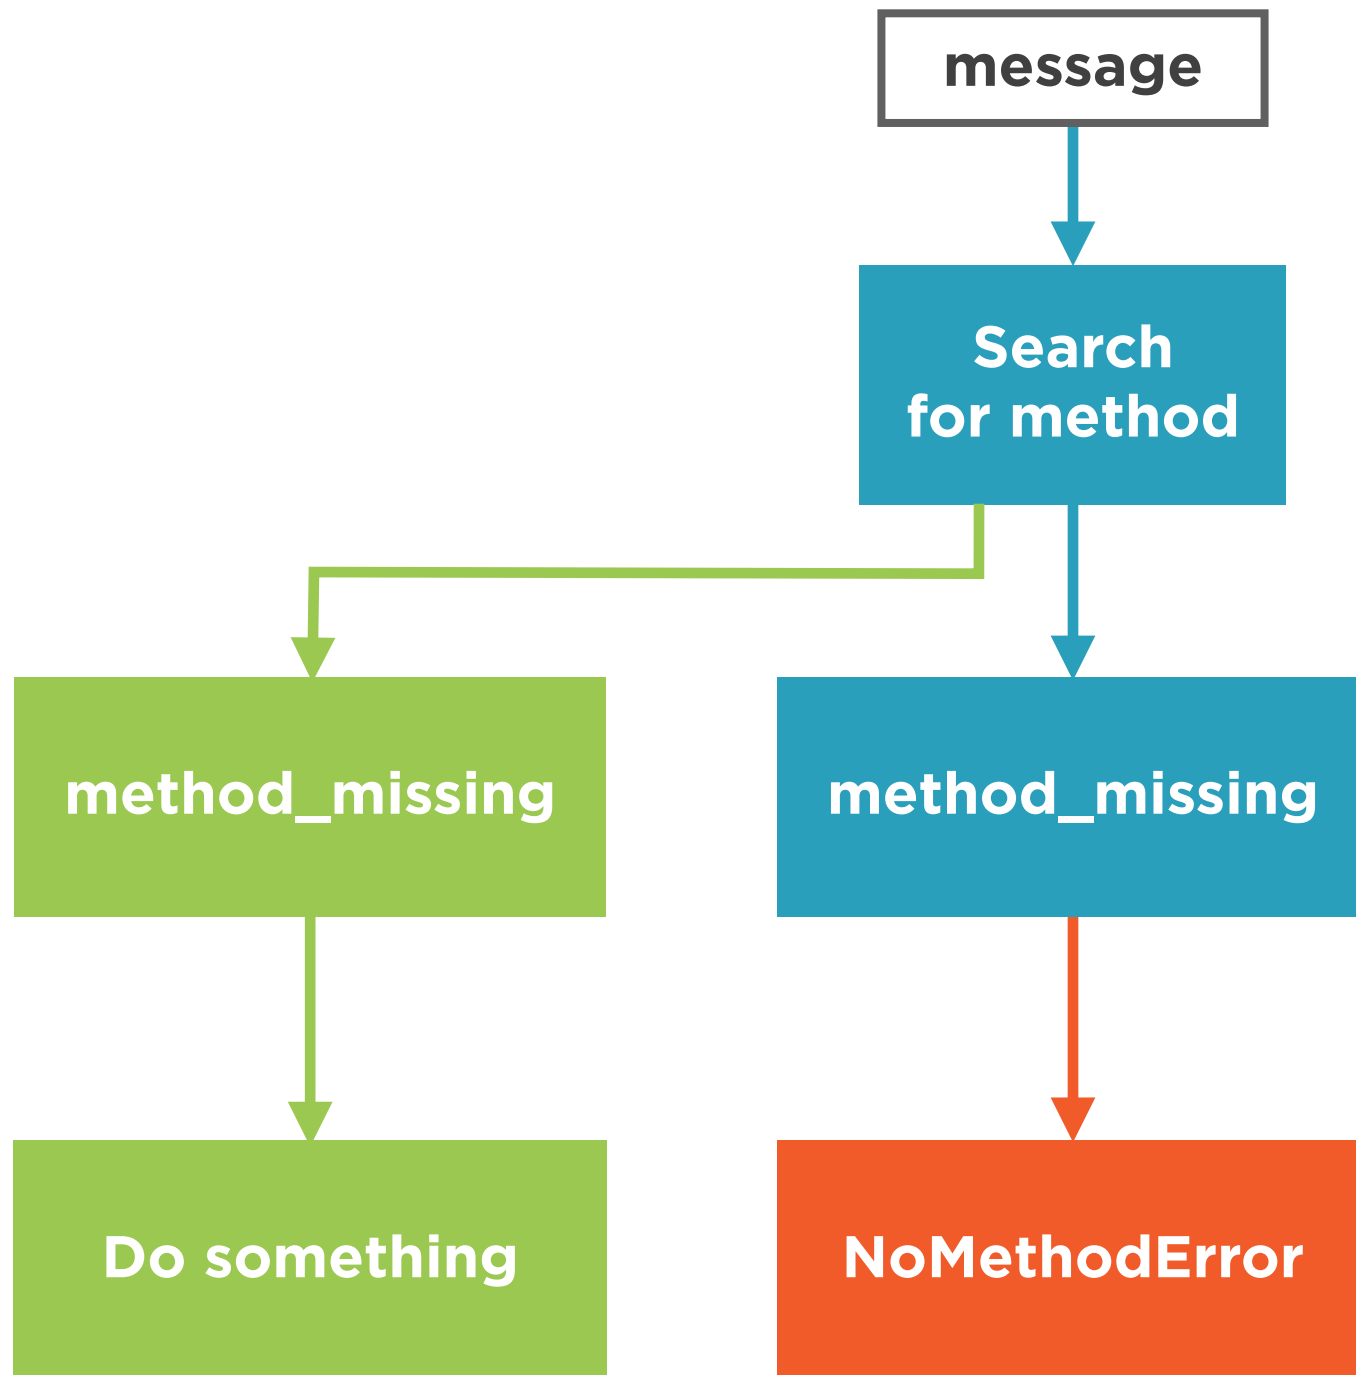 message
Search
for method
method_missing
method_missing
Do something
NoMethodError